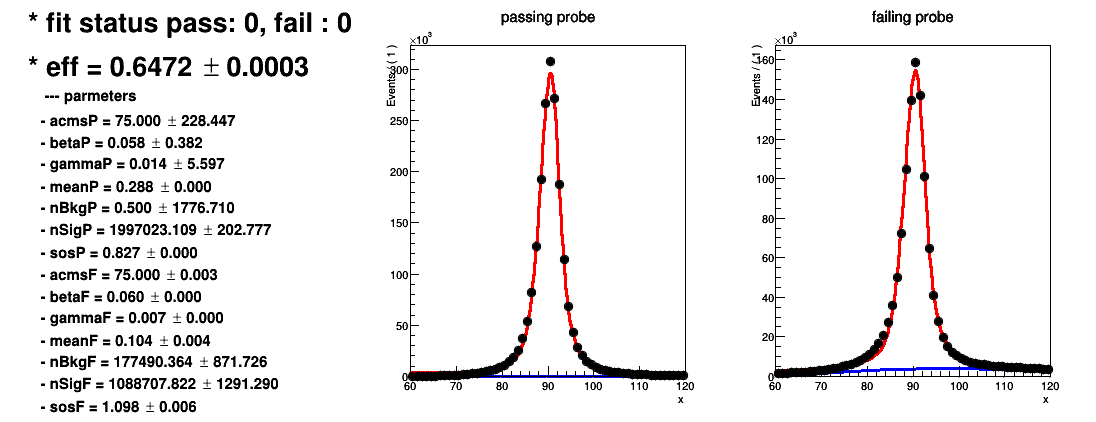 * fit status pass: 0, fail : 0
* eff = 0.6472 ± 0.0003
--- parmeters
- acmsP = 75.000 ± 228.447
- betaP = 0.058 ± 0.382
- gammaP = 0.014 ± 5.597
- meanP = 0.288 ± 0.000
- nBkgP = 0.500 ± 1776.710
- nSigP = 1997023.109 ± 202.777
- sosP = 0.827 ± 0.000
- acmsF = 75.000 ± 0.003
- betaF = 0.060 ± 0.000
- gammaF = 0.007 ± 0.000
- meanF = 0.104 ± 0.004
- nBkgF = 177490.364 ± 871.726
- nSigF = 1088707.822 ± 1291.290
- sosF = 1.098 ± 0.006
passing probe
×10³
Events / ( 1 )
300
250
200
150
100
50
0
60 70 80 90 100 110 120
x
failing probe
×10³
Events / ( 1 )
160
140
120
100
80
60
40
20
0
60 70 80 90 100 110 120
x